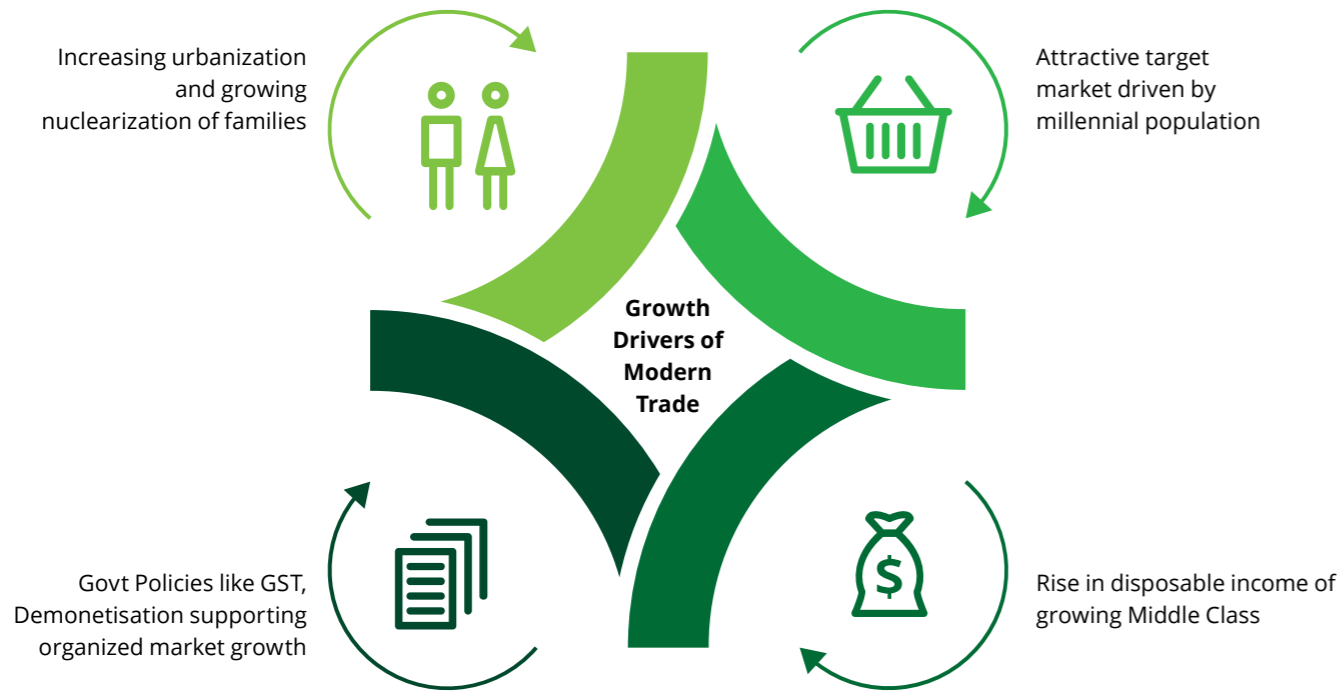 Increasing urbanization
and growing
nuclearization of families
Attractive target
market driven by
millennial population
Growth
Drivers of
Modern
Trade
Govt Policies like GST,
Demonetisation supporting
organized market growth
$
Rise in disposable income of
growing Middle Class